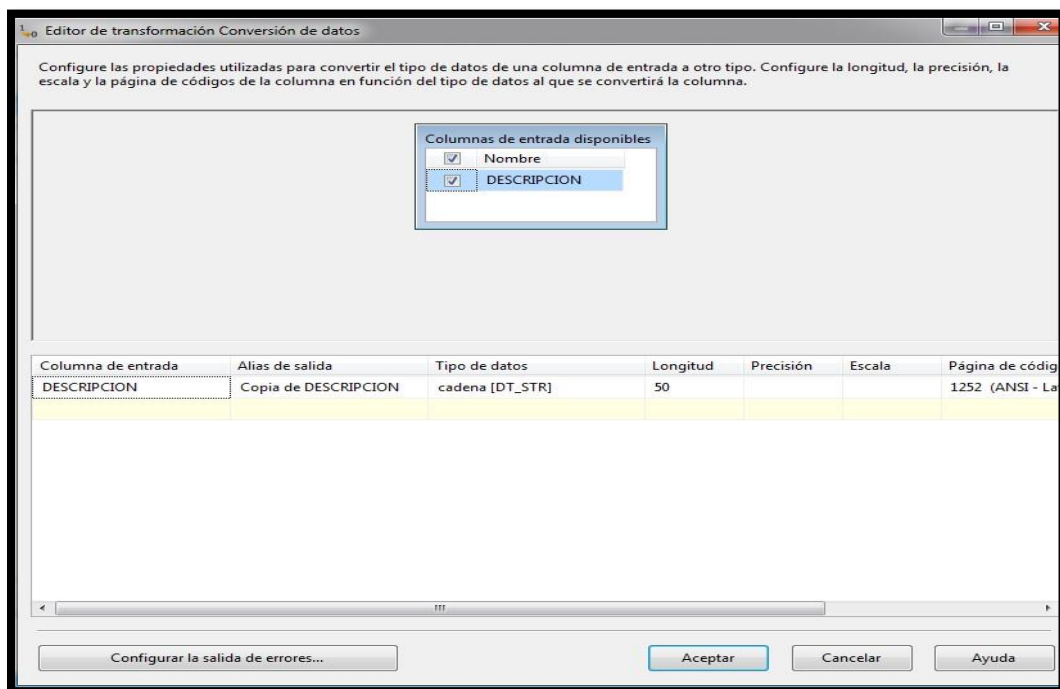 Editor de transformación Conversión de datos
Configure las propiedades utilizadas para convertir el tipo de datos de una columna de entrada a otro tipo. Configure la longitud, la precisión, la
escala y la página de códigos de la columna en función del tipo de datos al que se convertirá la columna.
Columnas de entrada disponibles
Nombre
DESCRIPCION
Columna de entrada Alias de salida Tipo de datos Longitud Precisión Escala Página de códig
DESCRIPCION Copia de DESCRIPCION cadena [DT_STR] 50 1252 (ANSI - La
Configurar la salida de errores... Aceptar Cancelar Ayuda